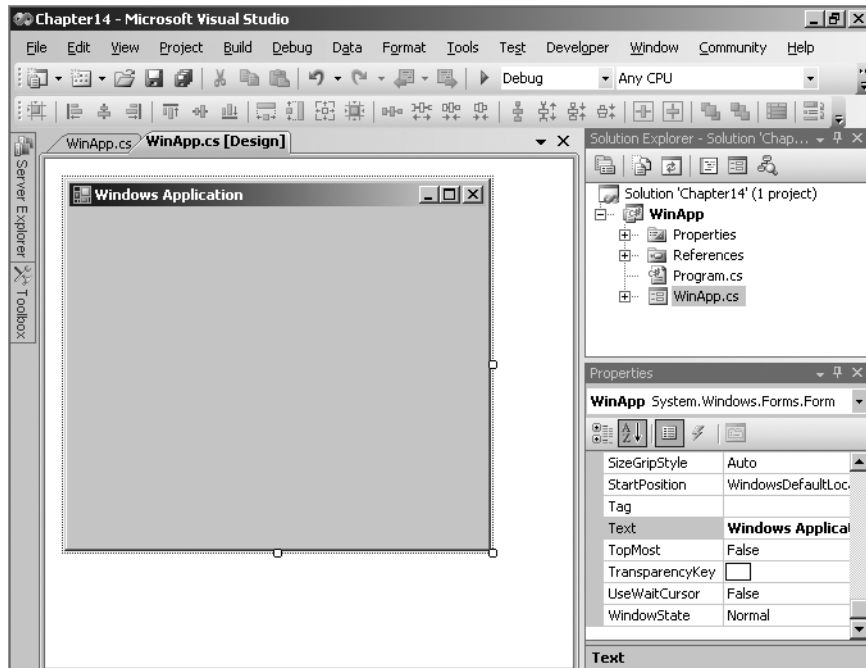 Chapter14 - Microsoft Visual Studio
File Edit View Project Build Debug Data Format Tools Test Developer Window Community Help
Debug Any CPU
WinApp.cs WinApp.cs [Design]
Server Explorer
Toolbox
Windows Application
Solution Explorer - Solution 'Chap...
Solution 'Chapter14' (1 project)
WinApp
Properties
References
Program.cs
WinApp.cs
Properties
WinApp System.Windows.Forms.Form
SizeGripStyle Auto
StartPosition WindowsDefaultLoc
Tag
Text Windows Applica
TopMost False
TransparencyKey
UseWaitCursor False
WindowState Normal
Text